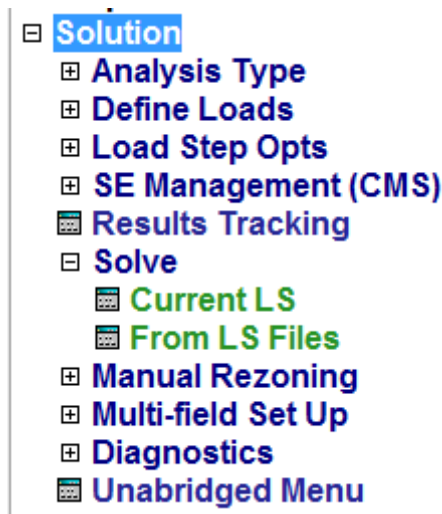 Solution
Analysis Type
Define Loads
Load Step Opts
SE Management (CMS)
Results Tracking
Solve
Current LS
From LS Files
Manual Rezoning
Multi-field Set Up
Diagnostics
Unabridged Menu